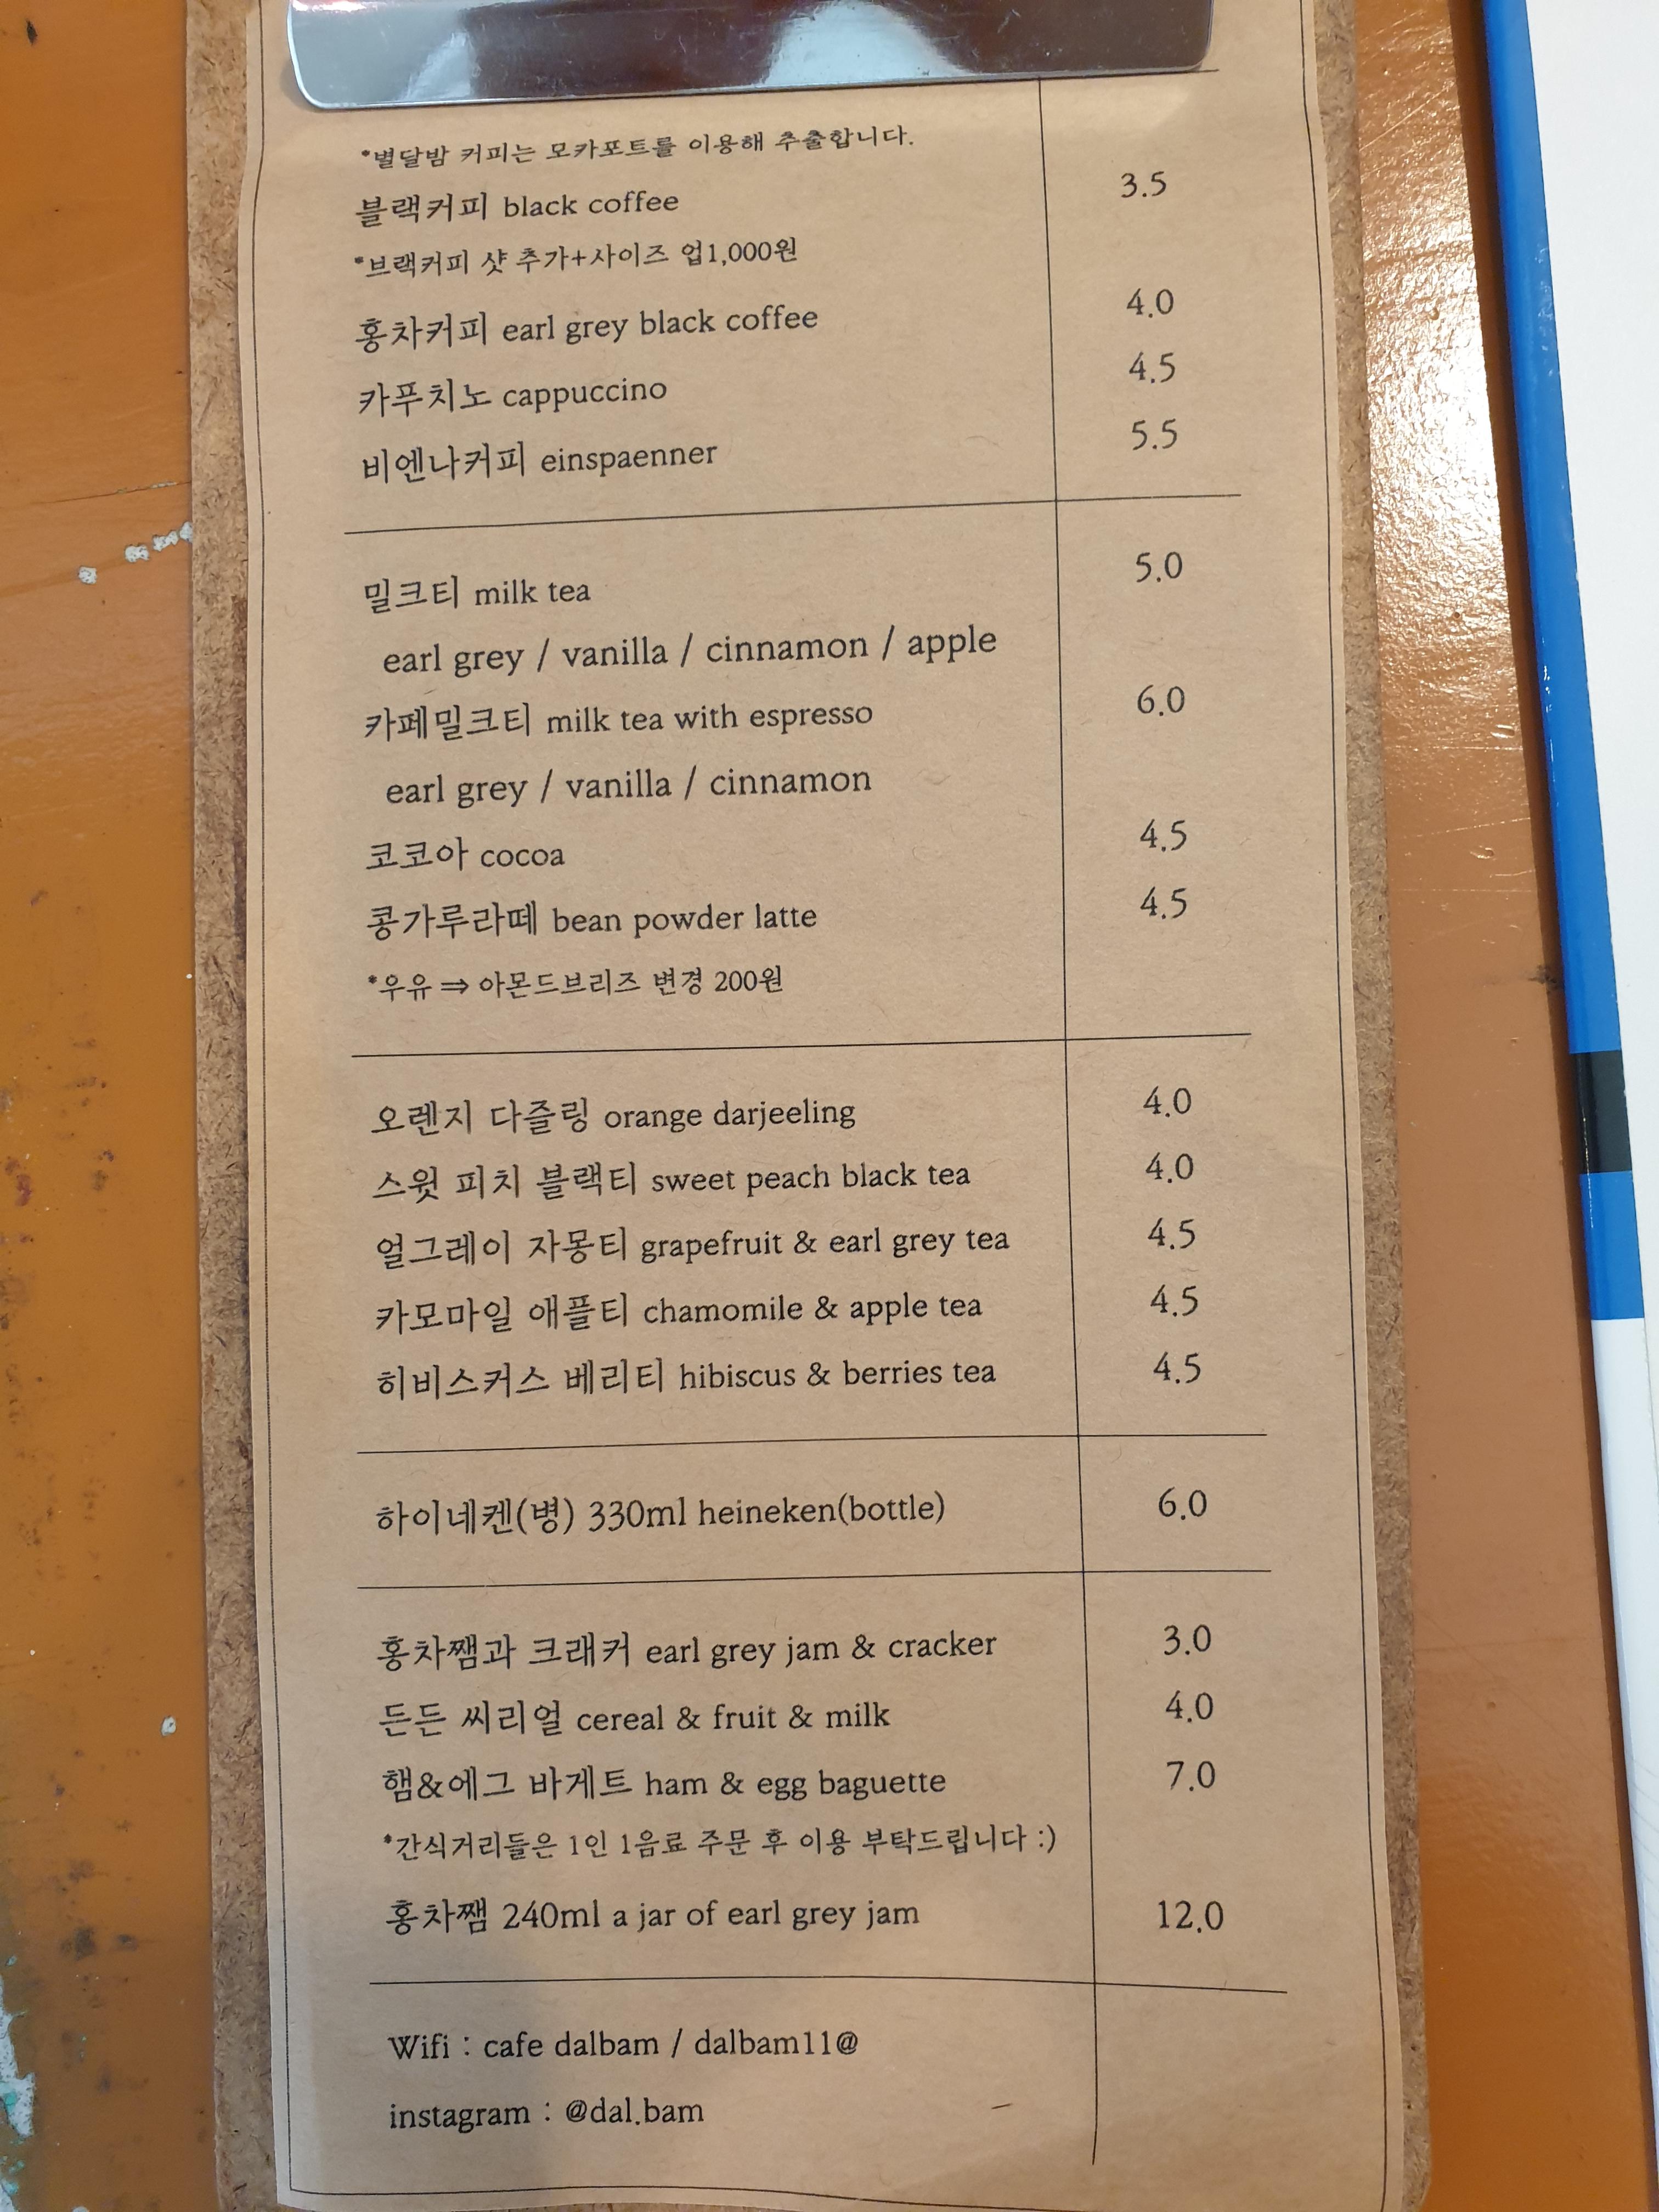 *별달밤 커피는 모카포트를 이용해 추출합니다.
블랙커피 black coffee 3.5
*브랙커피 샷 추가+사이즈 업1,000원
홍차커피 earl grey black coffee 4.0
카푸치노 cappuccino 4.5
비엔나커피 einspaenner 5.5
밀크티 milk tea 5.0
earl grey / vanilla / cinnamon / apple
카페밀크티 milk tea with espresso 6.0
earl grey / vanilla / cinnamon
코코아 cocoa 4.5
콩가루라떼 bean powder latte 4.5
*우유 ⇒ 아몬드브리즈 변경 200원
오렌지 다즐링 orange darjeeling 4.0
스윗 피치 블랙티 sweet peach black tea 4.0
얼그레이 자몽티 grapefruit & earl grey tea 4.5
카모마일 애플티 chamomile & apple tea 4.5
히비스커스 베리티 hibiscus & berries tea 4.5
하이네켄(병) 330ml heineken(bottle) 6.0
홍차쨈과 크래커 earl grey jam & cracker 3.0
든든 씨리얼 cereal & fruit & milk 4.0
햄&에그 바게트 ham & egg baguette 7.0
*간식거리들은 1인 1음료 주문 후 이용 부탁드립니다 :)
홍차쨈 240ml a jar of earl grey jam 12.0
Wifi : cafe dalbam / dalbam11@
instagram : @dal.bam